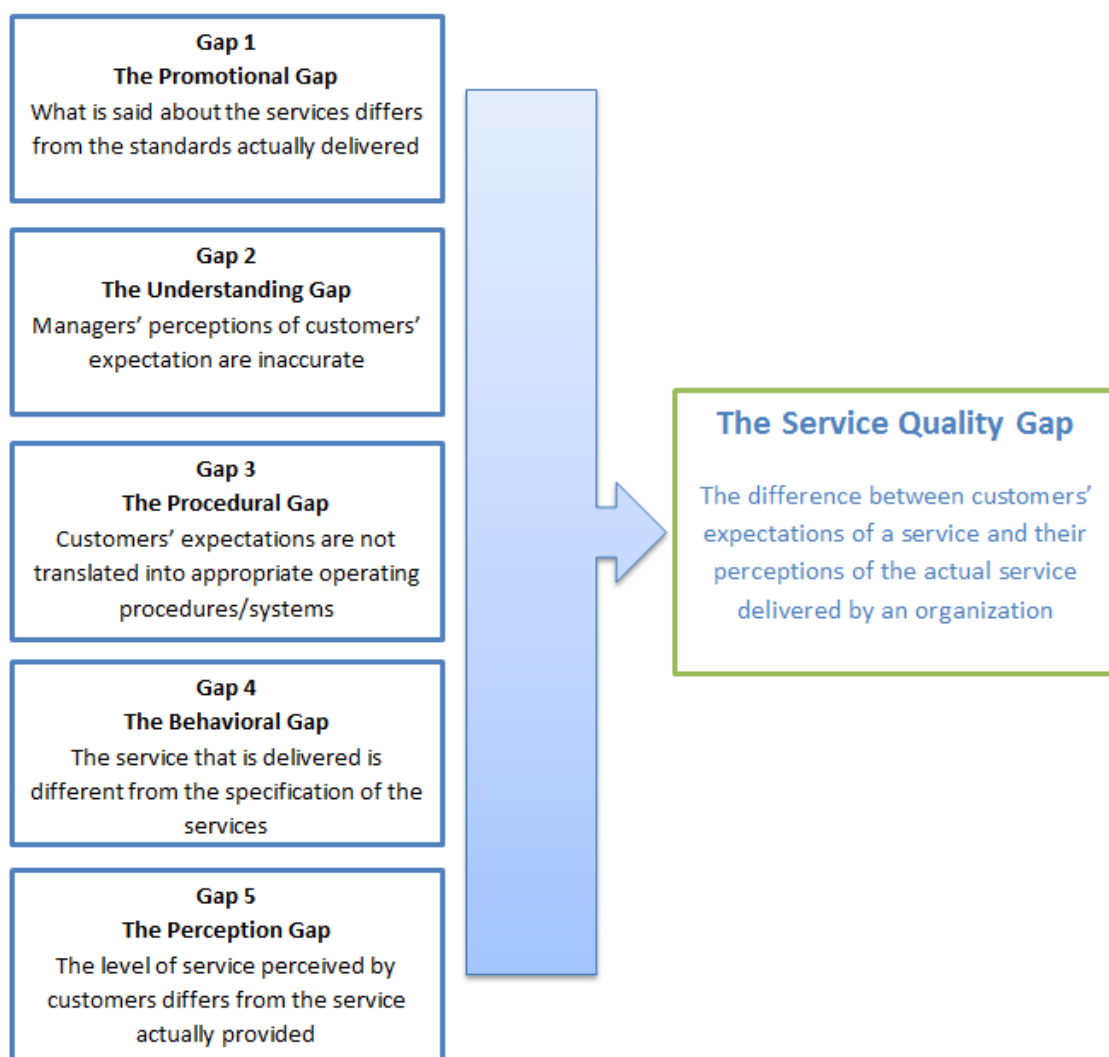 Gap 1
The Promotional Gap
What is said about the services differs
from the standards actually delivered
Gap 2
The Understanding Gap
Managers’ perceptions of customers’
expectation are inaccurate
Gap 3
The Procedural Gap
Customers’ expectations are not
translated into appropriate operating
procedures/systems
Gap 4
The Behavioral Gap
The service that is delivered is
different from the specification of the
services
Gap 5
The Perception Gap
The level of service perceived by
customers differs from the service
actually provided
The Service Quality Gap
The difference between customers’
expectations of a service and their
perceptions of the actual service
delivered by an organization